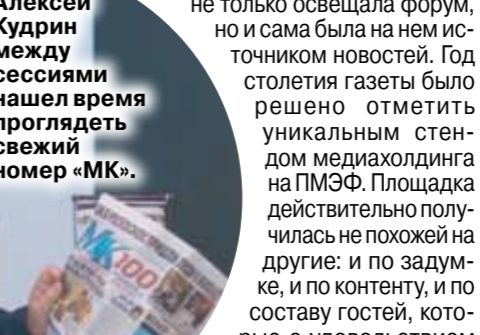 Алексей
Кудрин
между
сессиями
нашел время
проглядеть
свежий
номер «МК».
не только освещала форум,
но и сама была на нем ис-
точником новостей. Год
столетия газеты было
решено отметить
уникальным стен-
дом медиахолдинга
на ПМЭФ. Площадка
действительно полу-
чилась не похожей на
другие: и по задум-
ке, и по контенту, и по
составу гостей, кото-
рые с удовольствием
МК 100